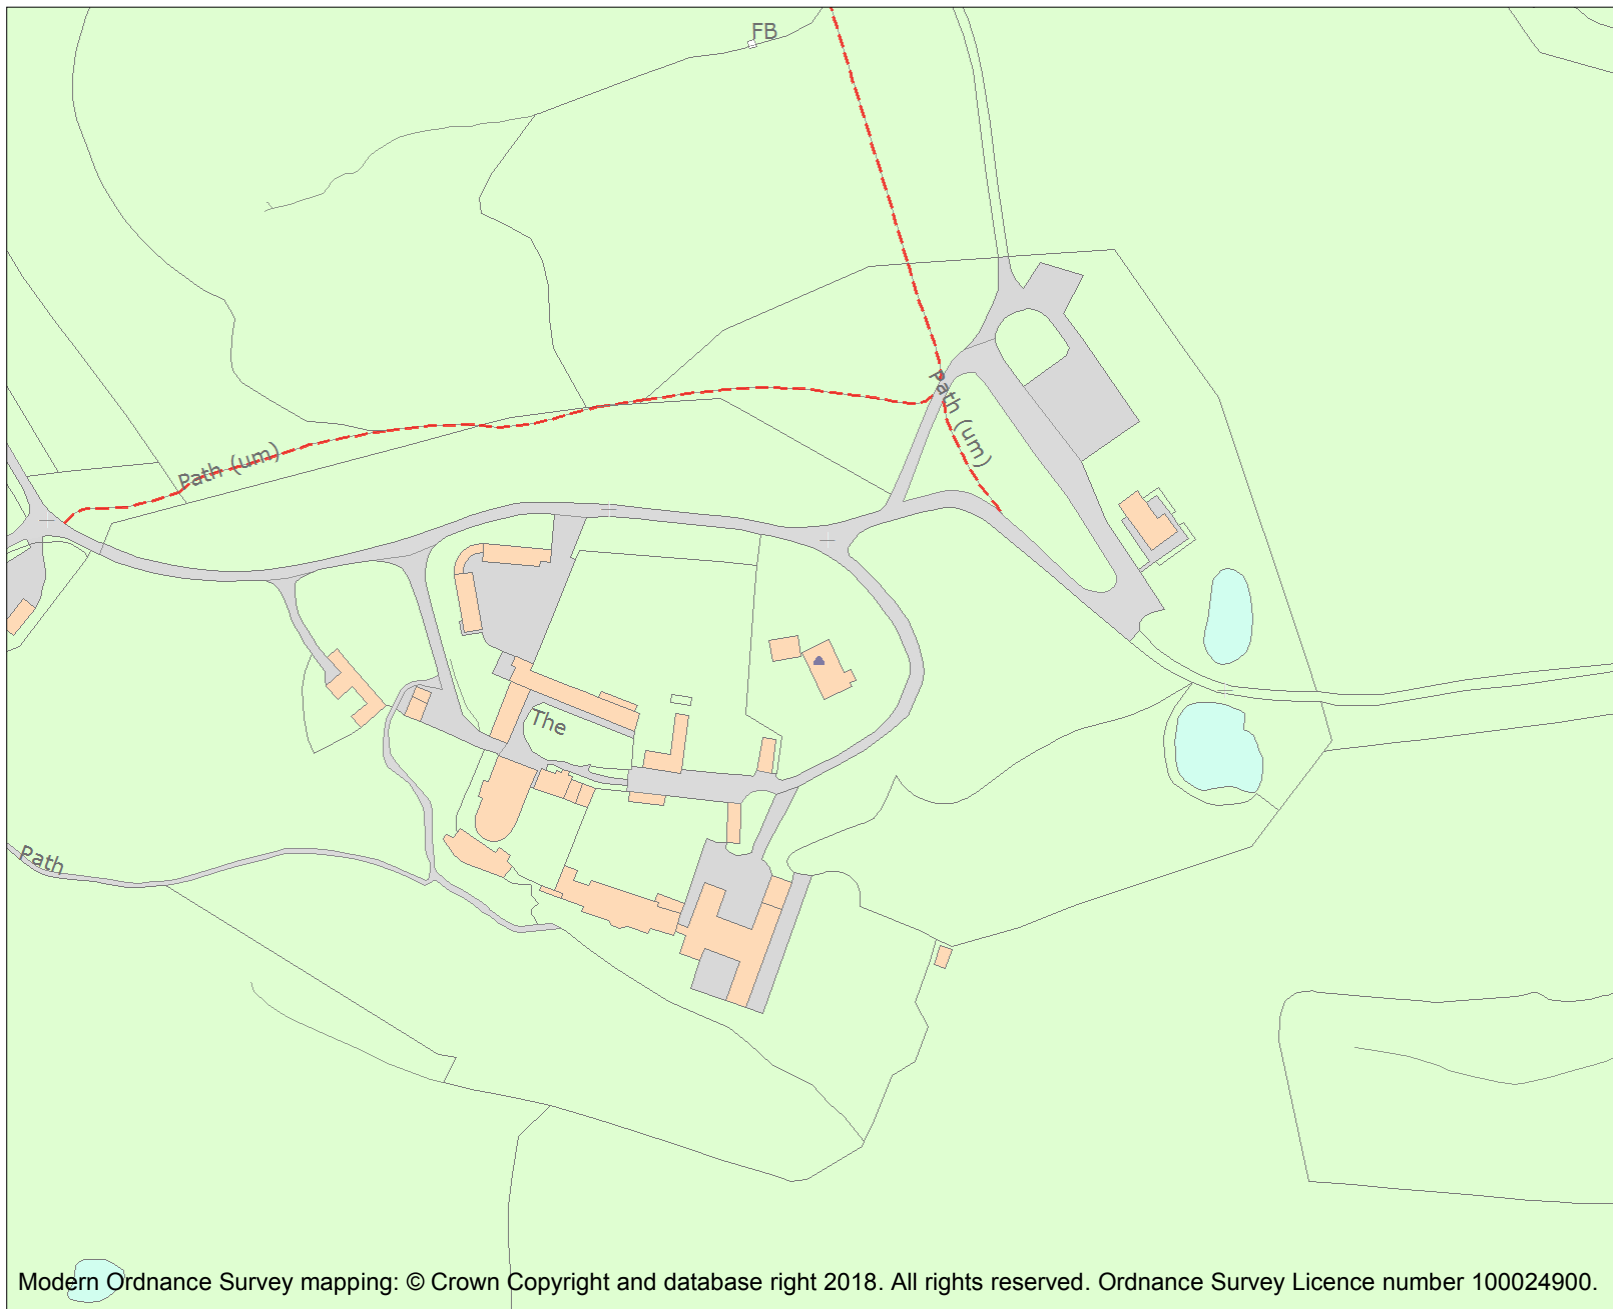 FB
Path (um)
Path (um)
The
Path
Modern Ordnance Survey mapping: © Crown Copyright and database right 2018. All rights reserved. Ordnance Survey Licence number 100024900.